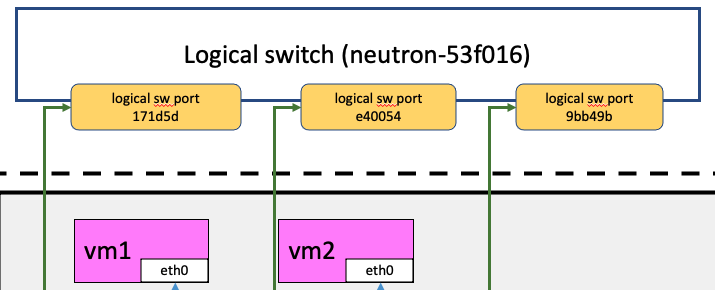 Logical switch (neutron-53f016)
logical sw port
171d5d
logical sw port
e40054
logical sw port
9bb49b
vm1
eth0
vm2
eth0